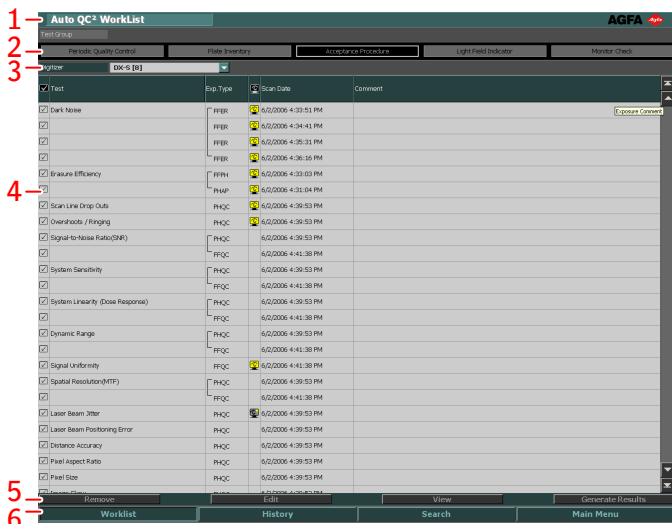 1 Auto QC² WorkList AGFA Agfa
Test Group
2 Periodic Quality Control Plate Inventory Acceptance Procedure Light Field Indicator Monitor Check
3 Digitizer DX-S [B]
Test Exp.Type Scan Date Comment
Dark Noise FFER 6/2/2006 4:33:51 PM Exposure Comment
FFER 6/2/2006 4:34:41 PM
FFER 6/2/2006 4:35:31 PM
FFER 6/2/2006 4:36:16 PM
Erasure Efficiency FFPH 6/2/2006 4:33:03 PM
4 PHAP 6/2/2006 4:31:04 PM
Scan Line Drop Outs PHQC 6/2/2006 4:39:53 PM
Overshoots / Ringing PHQC 6/2/2006 4:39:53 PM
Signal-to-Noise Ratio(SNR) PHQC 6/2/2006 4:39:53 PM
FFQC 6/2/2006 4:41:38 PM
System Sensitivity PHQC 6/2/2006 4:39:53 PM
FFQC 6/2/2006 4:41:38 PM
System Linearity (Dose Response) PHQC 6/2/2006 4:39:53 PM
FFQC 6/2/2006 4:41:38 PM
Dynamic Range PHQC 6/2/2006 4:39:53 PM
FFQC 6/2/2006 4:41:38 PM
Signal Uniformity FFQC 6/2/2006 4:41:38 PM
Spatial Resolution(MTF) PHQC 6/2/2006 4:39:53 PM
FFQC 6/2/2006 4:41:38 PM
Laser Beam Jitter PHQC 6/2/2006 4:39:53 PM
Laser Beam Positioning Error PHQC 6/2/2006 4:39:53 PM
Distance Accuracy PHQC 6/2/2006 4:39:53 PM
Pixel Aspect Ratio PHQC 6/2/2006 4:39:53 PM
Pixel Size PHQC 6/2/2006 4:39:53 PM
5 Remove Edit View Generate Results
6 Worklist History Search Main Menu